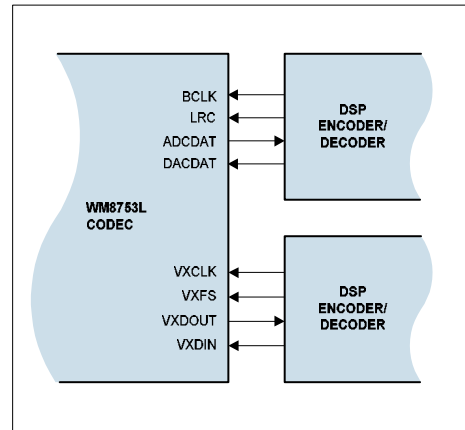 BCLK
LRC
ADCDAT
DACDAT
DSP
ENCODER/
DECODER
WM8753L
CODEC
VXCLK
VXFS
VXDOUT
VXDIN
DSP
ENCODER/
DECODER